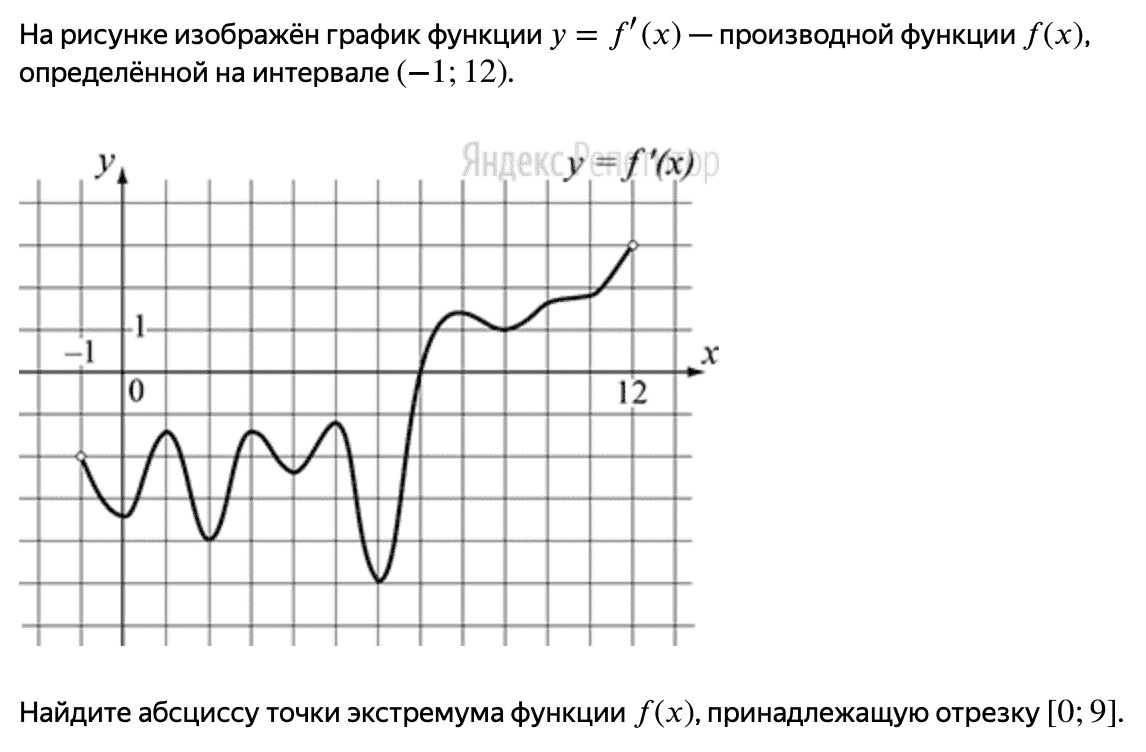 На рисунке изображён график функции y = f′(x) — производной функции f(x),
определённой на интервале (−1; 12).
Яндекс Репетитор
y = f′(x)
y
1
−1
x
0
12
Найдите абсциссу точки экстремума функции f(x), принадлежащую отрезку [0; 9].